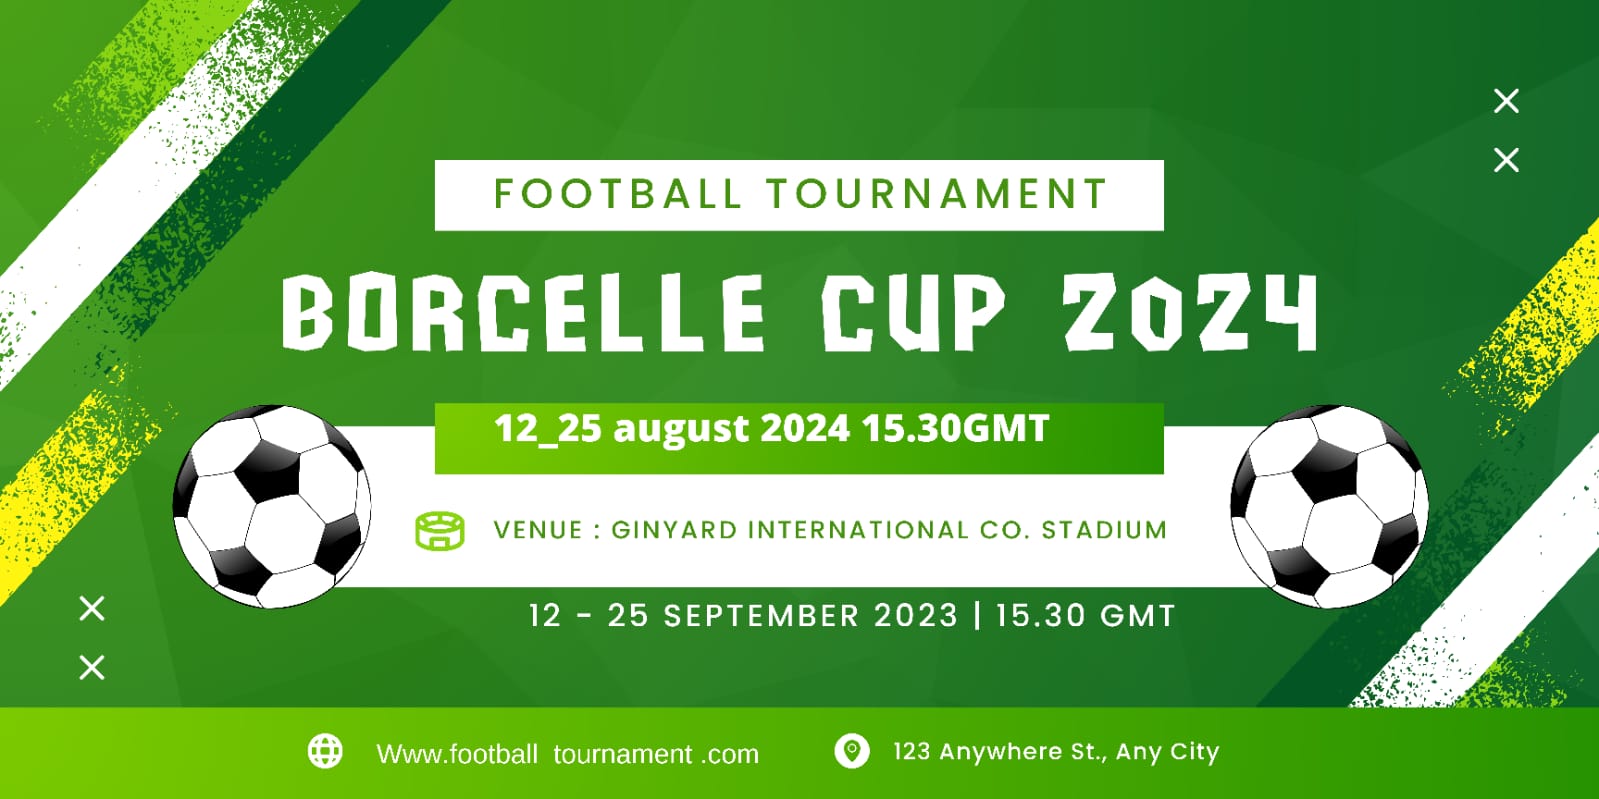 FOOTBALL TOURNAMENT
BORCELLE CUP 2024
12_25 august 2024 15.30GMT
VENUE : GINYARD INTERNATIONAL CO. STADIUM
12 - 25 SEPTEMBER 2023 | 15.30 GMT
Www.football tournament .com
123 Anywhere St., Any City